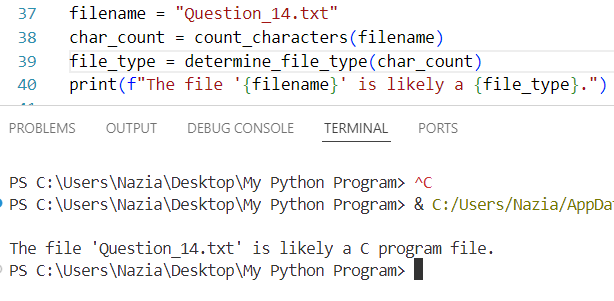 37 filename = "Question_14.txt"
38 char_count = count_characters(filename)
39 file_type = determine_file_type(char_count)
40 print(f"The file '{filename}' is likely a {file_type}.")
PROBLEMS OUTPUT DEBUG CONSOLE TERMINAL PORTS
PS C:\Users\Nazia\Desktop\My Python Program> ^C
PS C:\Users\Nazia\Desktop\My Python Program> & C:/Users/Nazia/AppDa
The file 'Question_14.txt' is likely a C program file.
PS C:\Users\Nazia\Desktop\My Python Program>